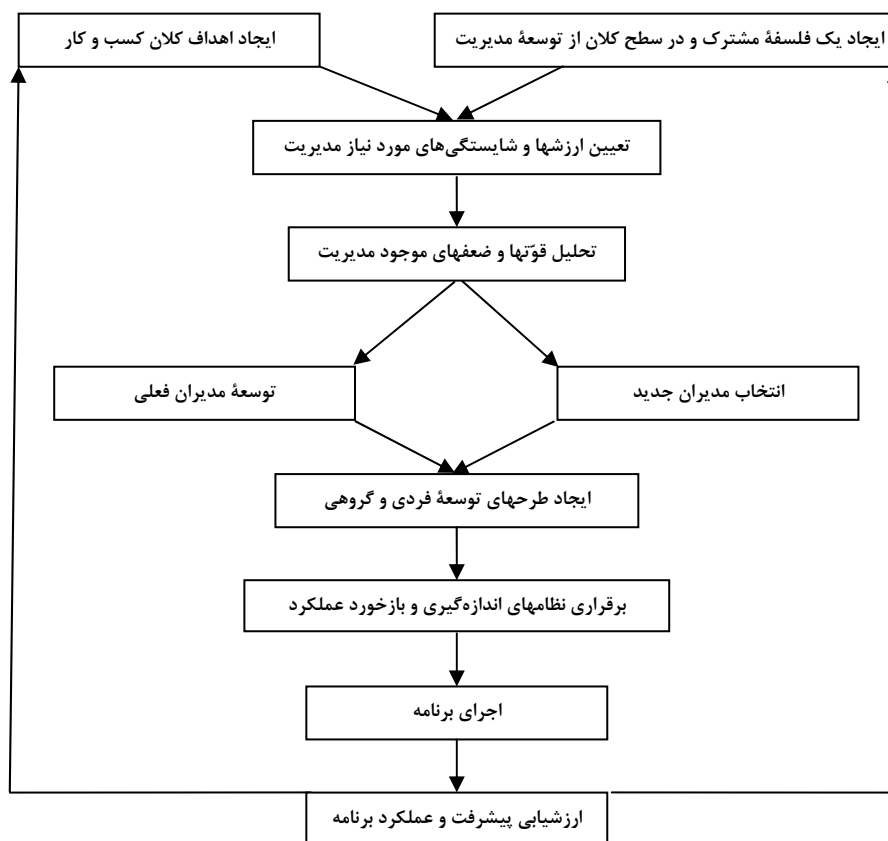 ایجاد یک فلسفهٔ مشترک و در سطح کلان از توسعهٔ مدیریت
ایجاد اهداف کلان کسب و کار
تعیین ارزشها و شایستگی‌های مورد نیاز مدیریت
تحلیل قوّتها و ضعفهای موجود مدیریت
انتخاب مدیران جدید
توسعهٔ مدیران فعلی
ایجاد طرحهای توسعهٔ فردی و گروهی
برقراری نظامهای اندازه‌گیری و بازخورد عملکرد
اجرای برنامه
ارزشیابی پیشرفت و عملکرد برنامه